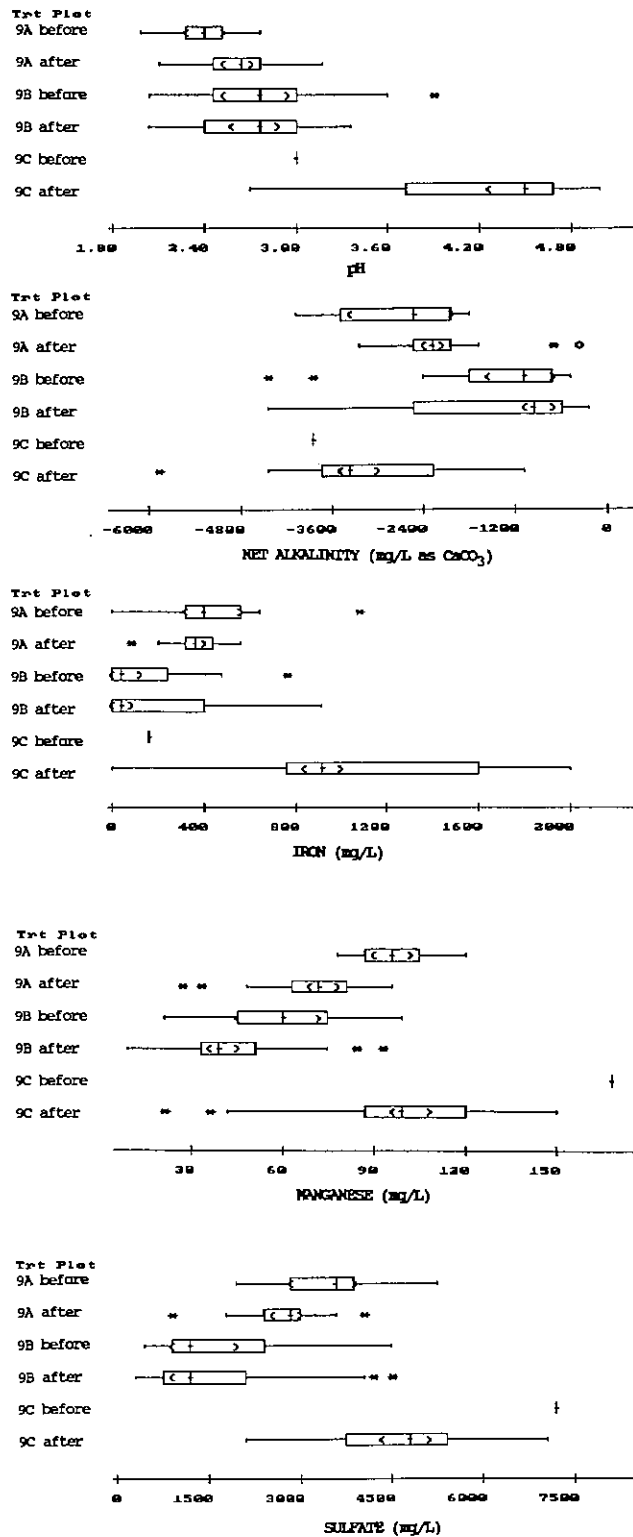 Trt Plot
9A before
9A after
9B before
9B after
9C before
9C after
1.80 2.40 3.00 3.60 4.20 4.80
pH
Trt Plot
9A before
9A after
9B before
9B after
9C before
9C after
-6000 -4800 -3600 -2400 -1200 0
NET ALKALINITY (mg/L as CaCO3)
9A before
9A after
9B before
9B after
9C before
9C after
0 400 800 1200 1600 2000
IRON (mg/L)
Trt Plot
9A before
9A after
9B before
9B after
9C before
9C after
30 60 90 120 150
MANGANESE (mg/L)
Trt Plot
9A before
9A after
9B before
9B after
9C before
9C after
0 1500 3000 4500 6000 7500
SULFATE (mg/L)